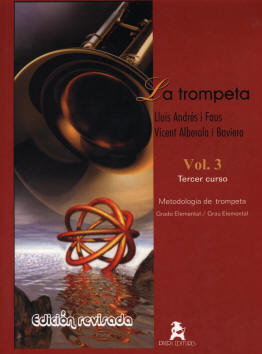 La trompeta
Lluís Andrés i Faus
Vicent Alberola i Baviera
Vol. 3
Tercer curso
Metodología de trompeta
Grado Elemental / Grau Elemental
Edición revisada